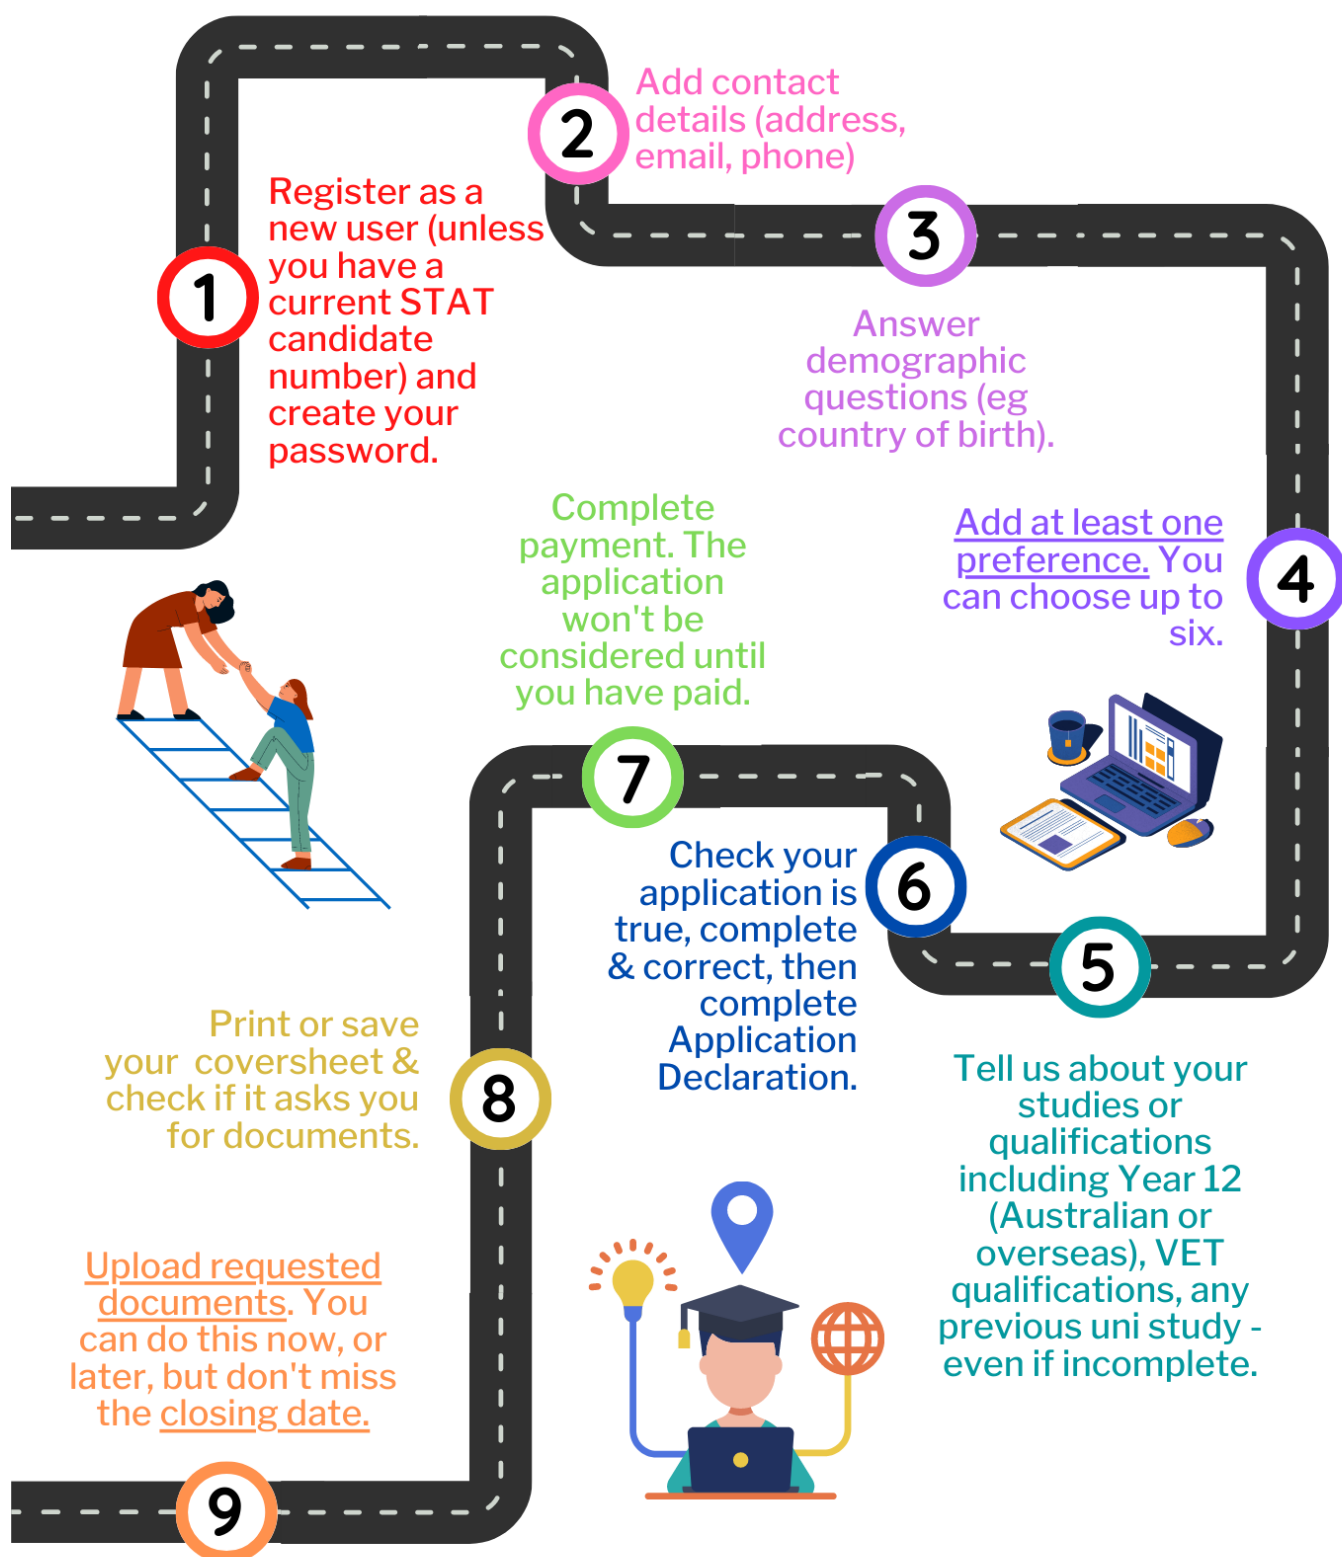 1
Register as a
new user (unless
you have a
current STAT
candidate
number) and
create your
password.
2
Add contact
details (address,
email, phone)
3
Answer
demographic
questions (eg
country of birth).
4
Add at least one
preference. You
can choose up to
six.
5
Tell us about your
studies or
qualifications
including Year 12
(Australian or
overseas), VET
qualifications, any
previous uni study -
even if incomplete.
6
Check your
application is
true, complete
& correct, then
complete
Application
Declaration.
7
Complete
payment. The
application
won't be
considered until
you have paid.
8
Print or save
your coversheet &
check if it asks you
for documents.
9
Upload requested
documents. You
can do this now, or
later, but don't miss
the closing date.